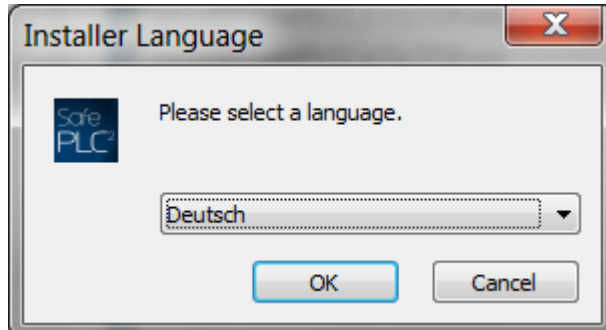 Installer Language
Safe
PLC²
Please select a language.
Deutsch
OK
Cancel